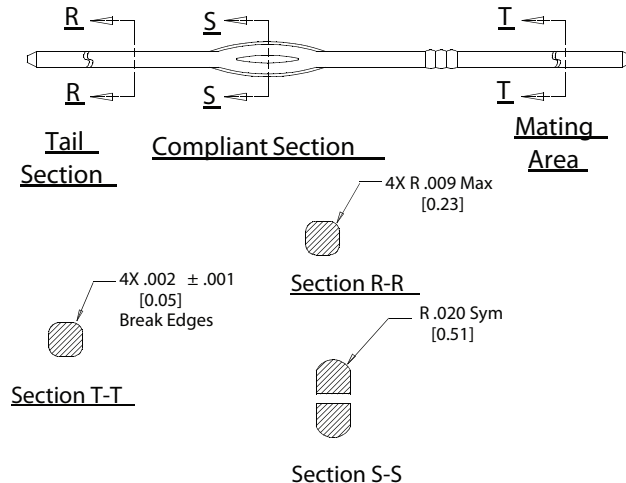 R S T
R S T
Tail Section
Compliant Section
Mating Area
4X R .009 Max
[0.23]
Section R-R
4X .002 ± .001
[0.05]
Break Edges
Section T-T
R .020 Sym
[0.51]
Section S-S